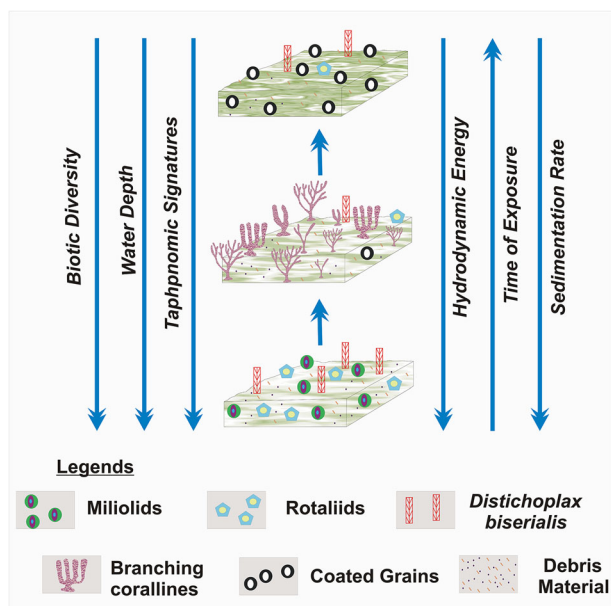 Biotic Diversity
Water Depth
Taphpnomic Signatures
Hydrodynamic Energy
Time of Exposure
Sedimentation Rate
Legends
Miliolids
Rotaliids
Distichoplax
biserialis
Branching
corallines
Coated Grains
Debris
Material